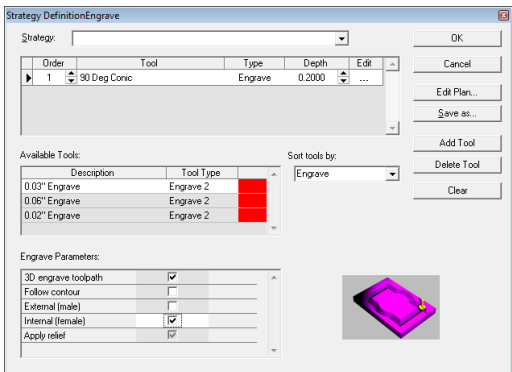 Strategy DefinitionEngrave
Strategy:
OK
Order Tool Type Depth Edit
1 90 Deg Conic Engrave 0.2000 ...
Cancel
Edit Plan...
Save as...
Add Tool
Delete Tool
Clear
Available Tools:
Sort tools by:
Engrave
Description Tool Type
0.03" Engrave Engrave 2
0.06" Engrave Engrave 2
0.02" Engrave Engrave 2
Engrave Parameters:
3D engrave toolpath
Follow contour
External (male)
Internal (female)
Apply relief